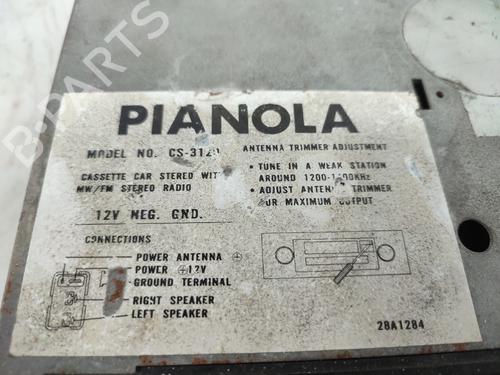 PIANOLA
MODEL NO. CS-312
ANTENNA TRIMMER ADJUSTMENT
CASSETTE CAR STEREO WITH
MW/FM STEREO RADIO
12V NEG. GND.
• TUNE IN A WEAK STATION
AROUND 1200-1400KHz
• ADJUST ANTENNA TRIMMER
FOR MAXIMUM OUTPUT
CONNECTIONS
POWER ANTENNA +
POWER + 12V
GROUND TERMINAL
RIGHT SPEAKER
LEFT SPEAKER
28A1284
B-PARTS